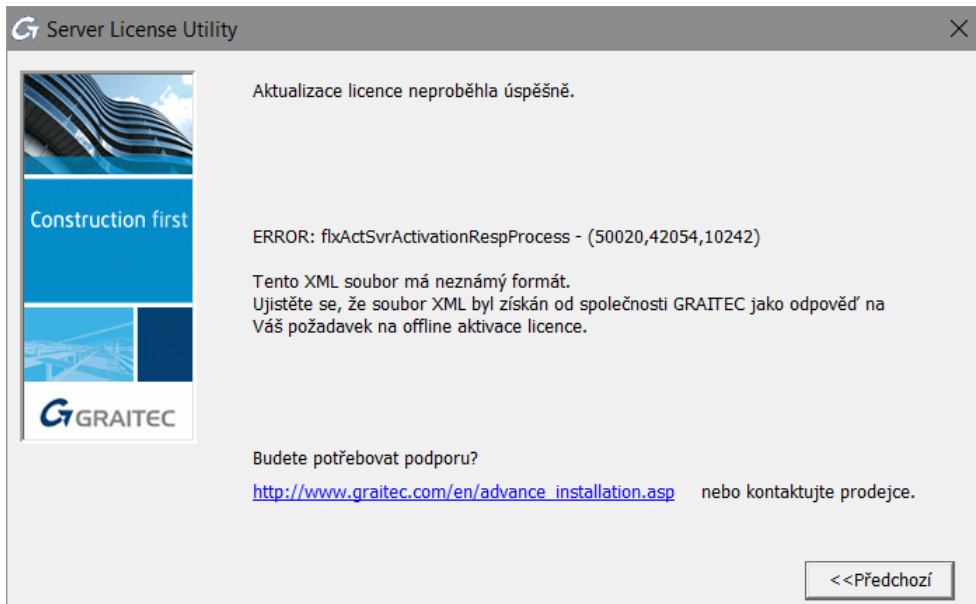 Server License Utility
Aktualizace licence neproběhla úspěšně.
Construction first
ERROR: flxActSvrActivationRespProcess - (50020,42054,10242)
Tento XML soubor má neznámý formát.
Ujistěte se, že soubor XML byl získán od společnosti GRAITEC jako odpověď na
Váš požadavek na offline aktivace licence.
GRAITEC
Budete potřebovat podporu?
http://www.graitec.com/en/advance_installation.asp nebo kontaktujte prodejce.
<<Předchozí